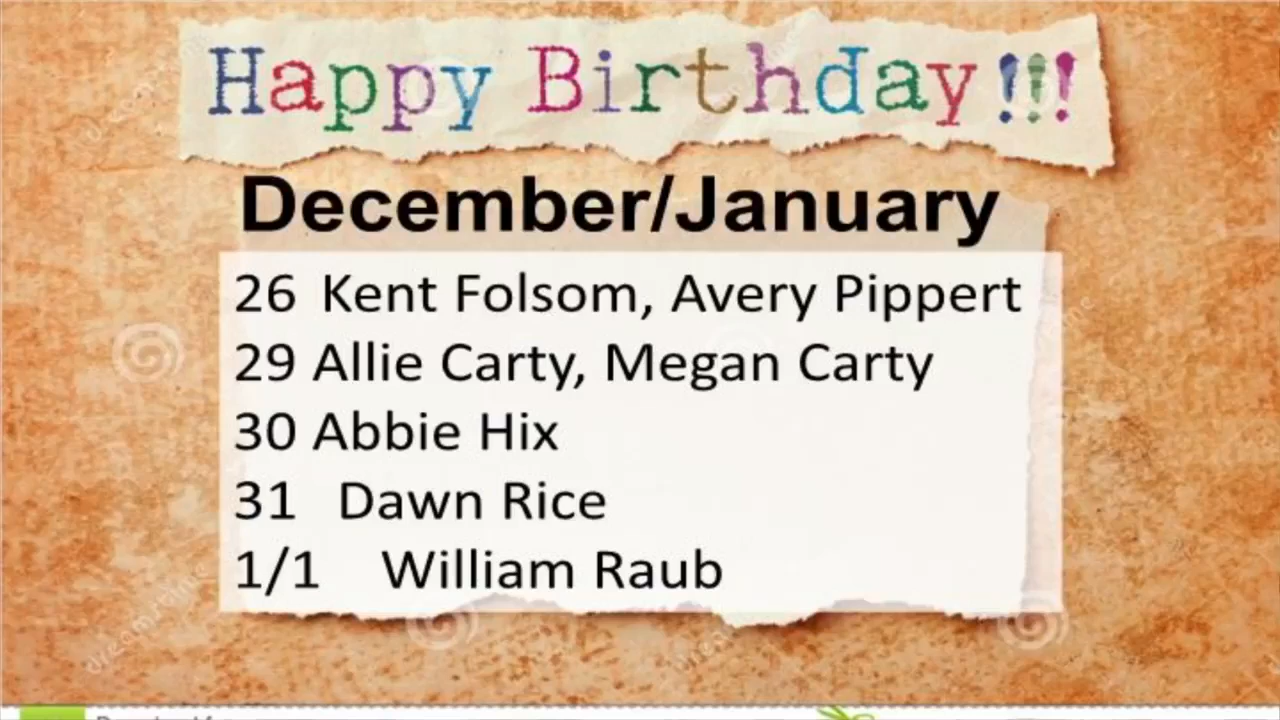 Happy Birthday!!!
December/January
26 Kent Folsom, Avery Pippert
29 Allie Carty, Megan Carty
30 Abbie Hix
31 Dawn Rice
1/1 William Raub
dreamstime